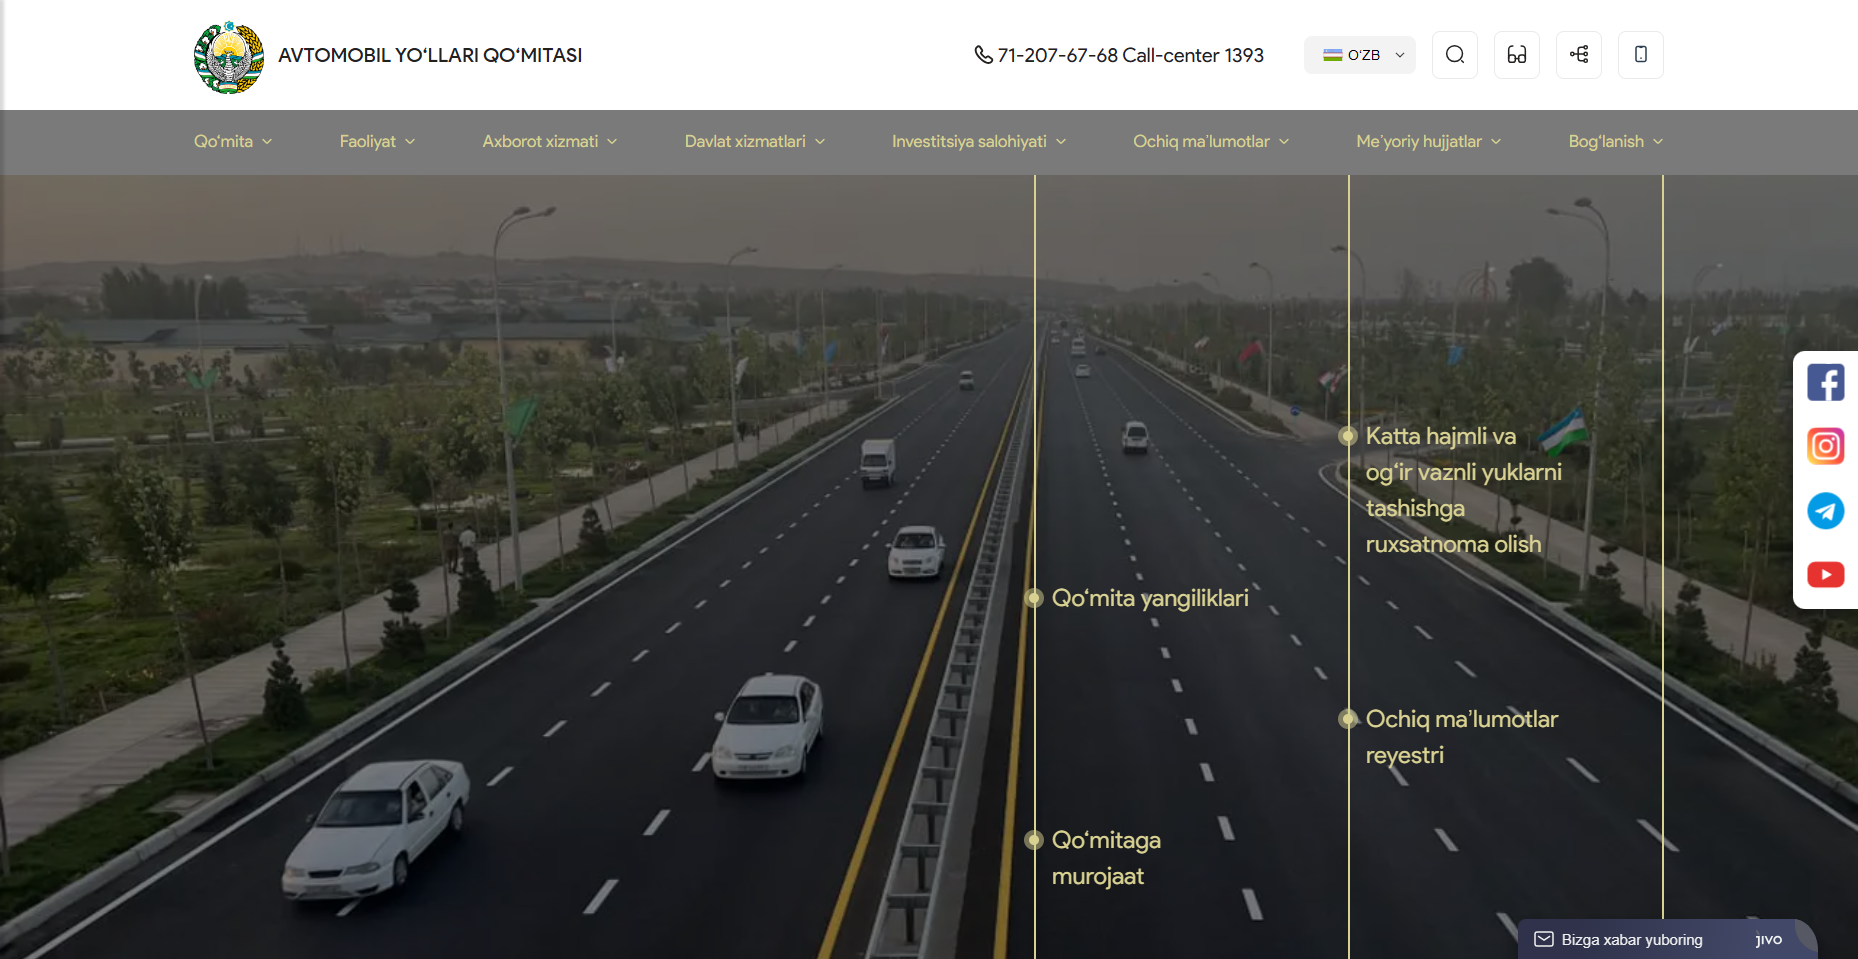 AVTOMOBIL YO‘LLARI QO‘MITASI
71-207-67-68 Call-center 1393
O‘ZB
Qo‘mita
Faoliyat
Axborot xizmati
Davlat xizmatlari
Investitsiya salohiyati
Ochiq ma’lumotlar
Me’yoriy hujjatlar
Bog‘lanish
Katta hajmli va
og‘ir vaznli yuklarni
tashishga
ruxsatnoma olish
Qo‘mita yangiliklari
Ochiq ma’lumotlar
reyestri
Qo‘mitaga
murojaat
Bizga xabar yuboring
jivo